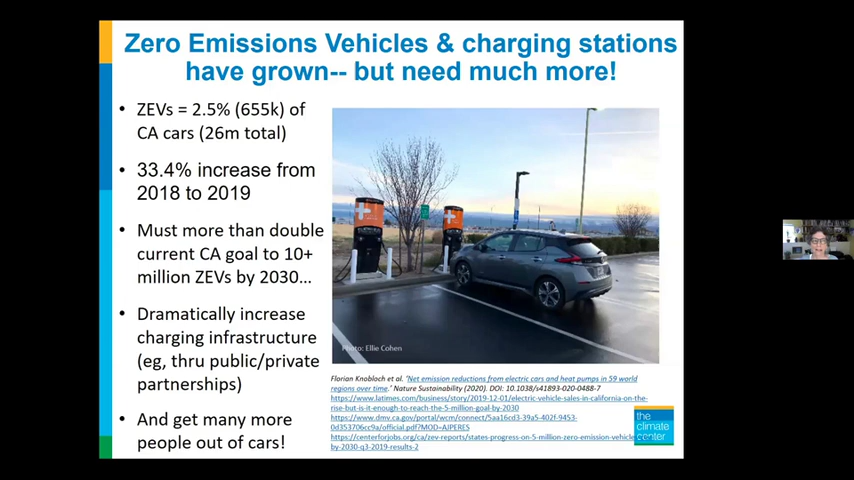 Zero Emissions Vehicles & charging stations
have grown-- but need much more!
• ZEVs = 2.5% (655k) of
CA cars (26m total)
• 33.4% increase from
2018 to 2019
• Must more than double
current CA goal to 10+
million ZEVs by 2030…
• Dramatically increase
charging infrastructure
(eg, thru public/private
partnerships)
• And get many more
people out of cars!
Photo: Ellie Cohen
Florian Knobloch et al. 'Net emission reductions from electric cars and heat pumps in 59 world
regions over time.' Nature Sustainability (2020). DOI: 10.1038/s41893-020-0488-7
https://www.latimes.com/business/story/2019-12-01/electric-vehicle-sales-in-california-on-the-
rise-but-is-it-enough-to-reach-the-5-million-goal-by-2030
https://www.dmv.ca.gov/portal/wcm/connect/5aa16cd3-39a5-402f-9453-
0d353706cc9a/official.pdf?MOD=AJPERES
https://centerforjobs.org/ca/zev-reports/states-progress-on-5-million-zero-emission-vehicle
by-2030-q3-2019-results-2
the
climate
center